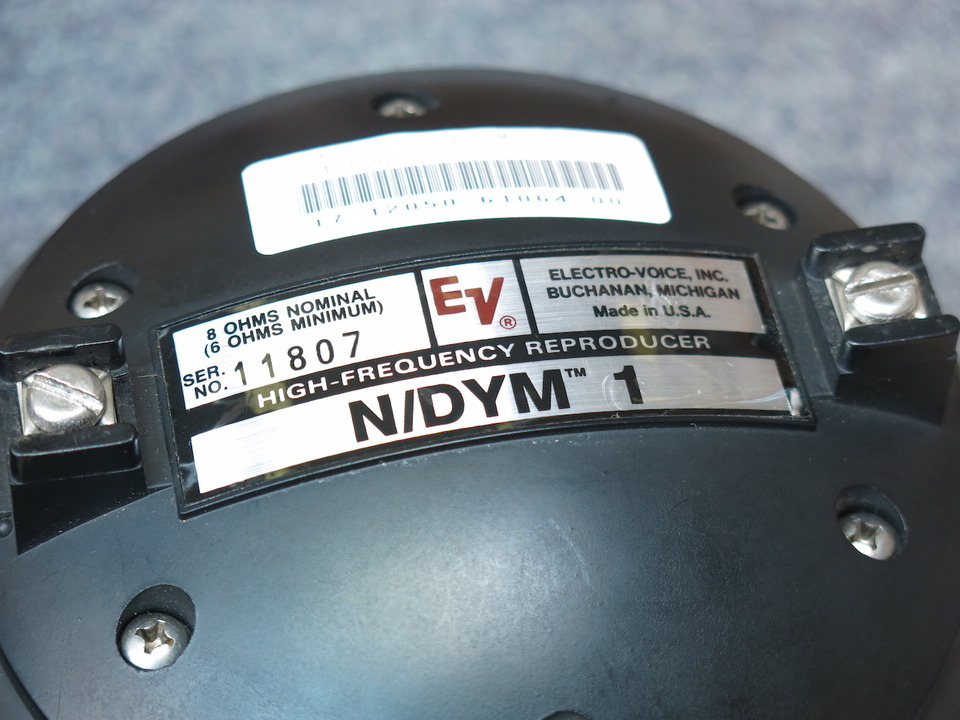 17 12050 61064 00
8 OHMS NOMINAL
(6 OHMS MINIMUM)
SER. NO. 11807
EV®
ELECTRO-VOICE, INC.
BUCHANAN, MICHIGAN
Made in U.S.A.
HIGH-FREQUENCY REPRODUCER
N/DYM™ 1